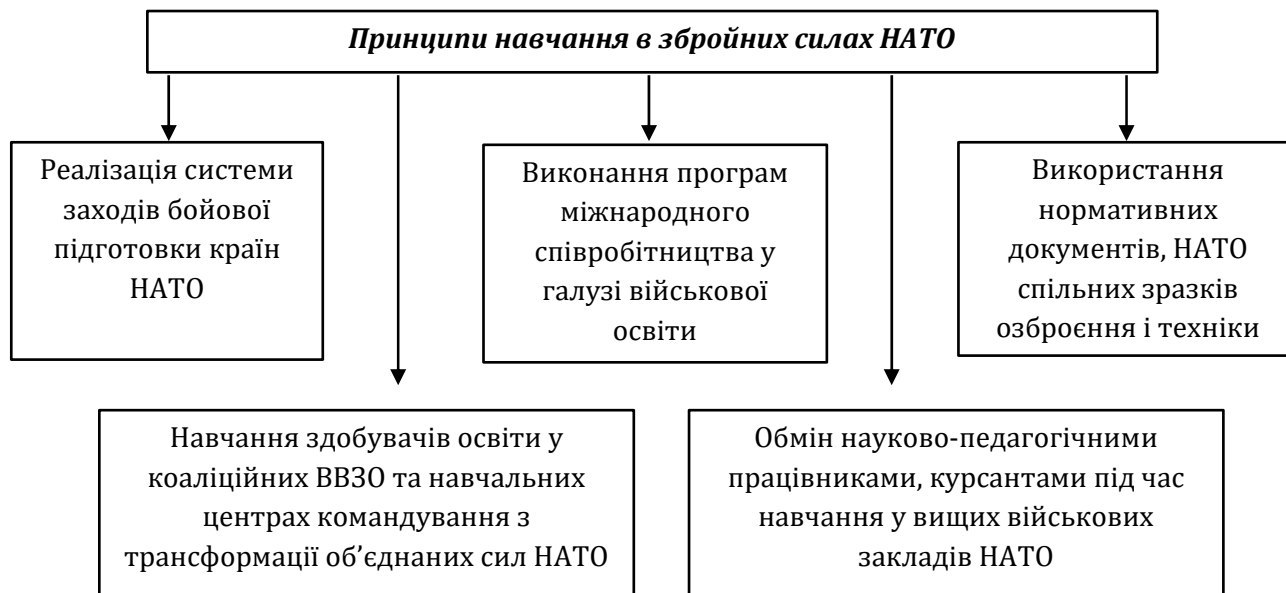 Принципи навчання в збройних силах НАТО
Реалізація системи
заходів бойової
підготовки країн
НАТО
Виконання програм
міжнародного
співробітництва у
галузі військової
освіти
Використання
нормативних
документів, НАТО
спільних зразків
озброєння і техніки
Навчання здобувачів освіти у
коаліційних ВВЗО та навчальних
центрах командування з
трансформації об’єднаних сил НАТО
Обмін науково-педагогічними
працівниками, курсантами під час
навчання у вищих військових
закладів НАТО